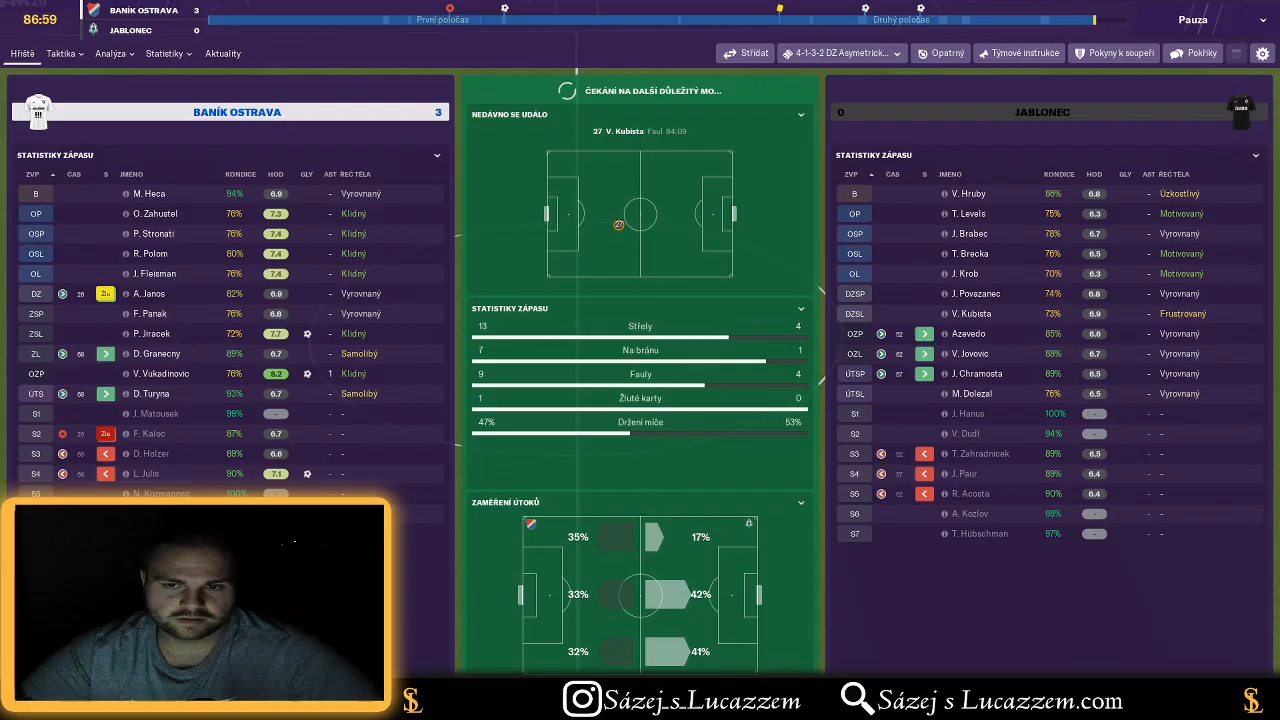 86:59
BANÍK OSTRAVA 3
JABLONEC 0
První poločas
Druhý poločas
Pauza
Hřiště Taktika Analýza Statistiky Aktuality
Střídat 4-1-3-2 DZ Asymetrick... Opatrný Týmové instrukce Pokyny k soupeři Pokřiky
BANÍK OSTRAVA 3
STATISTIKY ZÁPASU
ZVP ČAS S JMÉNO KONDICE HOD GLY AST ŘEČ TĚLA
B M. Heca 94% 6.9 - Vyrovnaný
OP O. Zahustel 76% 7.3 - Klidný
OSP P. Stronati 76% 7.4 - Klidný
OSL R. Polom 80% 7.4 - Klidný
OL J. Fleisman 76% 7.4 - Klidný
DZ 26 Žlu A. Janos 82% 6.9 - Vyrovnaný
ZSP F. Panak 76% 6.8 - Vyrovnaný
ZSL P. Jiracek 72% 7.7 - Klidný
ZL 68 D. Granecny 89% 6.7 - Samolibý
OZP V. Vukadinovic 76% 8.2 1 Klidný
ÚTS 68 D. Turyna 93% 6.7 - Samolibý
S1 J. Matousek 99% - - -
S2 26 Zra F. Kaloc 87% 6.7 - -
S3 68 D. Holzer 89% 6.6 - -
S4 68 L. Julis 90% 7.1 - -
S5 N. Kuzmanovic 100% - - -
ČEKÁNÍ NA DALŠÍ DŮLEŽITÝ MO...
NEDÁVNO SE UDÁLO
27 V. Kubista Faul 84:09
27
STATISTIKY ZÁPASU
13 Střely 4
7 Na bránu 1
9 Fauly 4
1 Žluté karty 0
47% Držení míče 53%
ZAMĚŘENÍ ÚTOKŮ
35% 17%
33% 42%
32% 41%
0 JABLONEC
STATISTIKY ZÁPASU
ZVP ČAS S JMÉNO KONDICE HOD GLY AST ŘEČ TĚLA
B V. Hruby 86% 6.8 - Úzkostlivý
OP T. Levels 75% 6.3 - Motivovaný
OSP J. Brabec 78% 6.7 - Vyrovnaný
OSL T. Brecka 76% 6.5 - Motivovaný
OL J. Krob 70% 6.3 - Motivovaný
DZSP J. Povazanec 74% 6.8 - Vyrovnaný
DZSL V. Kubista 73% 6.9 - Frustrovaný
OZP 62 Azevedo 85% 6.6 - Vyrovnaný
OZL 62 V. Jovovic 88% 6.7 - Vyrovnaný
ÚTSP 57 J. Chramosta 89% 6.5 - Vyrovnaný
ÚTSL M. Dolezal 76% 6.5 - Vyrovnaný
S1 J. Hanus 100% - - -
S2 V. Dudl 94% - - -
S3 62 T. Zahradnicek 89% 6.5 - -
S4 57 J. Paur 89% 6.4 - -
S5 62 R. Acosta 90% 6.4 - -
S6 A. Kozlov 98% - - -
S7 T. Hübschman 97% - - -
Sázej_s_Lucazzem
Sázej s Lucazzem.com